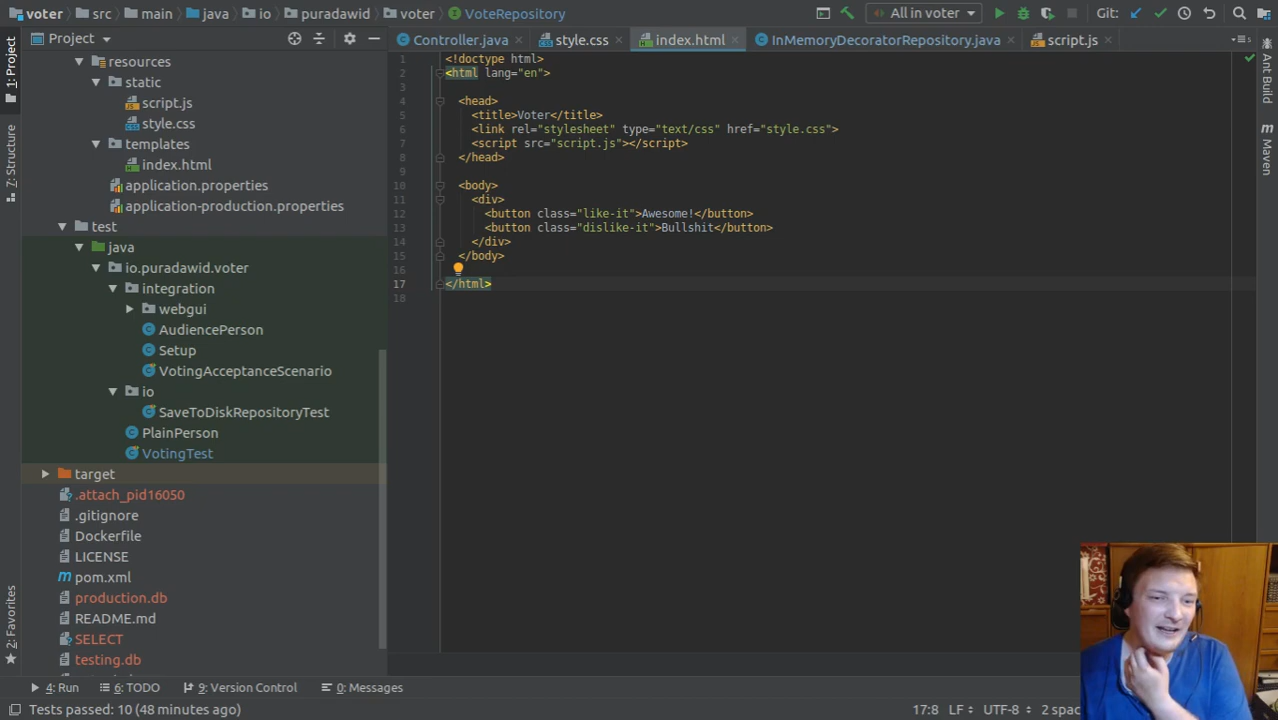 voter src main java io puradawid voter VoteRepository All in voter Git:
Project Controller.java style.css index.html InMemoryDecoratorRepository.java script.js
1: Project
7: Structure
2: Favorites
resources
static
script.js
style.css
templates
index.html
application.properties
application-production.properties
test
java
io.puradawid.voter
integration
webgui
AudiencePerson
Setup
VotingAcceptanceScenario
io
SaveToDiskRepositoryTest
PlainPerson
VotingTest
target
.attach_pid16050
.gitignore
Dockerfile
LICENSE
pom.xml
production.db
README.md
SELECT
testing.db
1 <!doctype html>
2 <html lang="en">
3
4 <head>
5 <title>Voter</title>
6 <link rel="stylesheet" type="text/css" href="style.css">
7 <script src="script.js"></script>
8 </head>
9
10 <body>
11 <div>
12 <button class="like-it">Awesome!</button>
13 <button class="dislike-it">Bullshit</button>
14 </div>
15 </body>
16
17 </html>
18
Ant Build
Maven
4: Run 6: TODO 9: Version Control 0: Messages
Tests passed: 10 (48 minutes ago) 17:8 LF UTF-8 2 spac